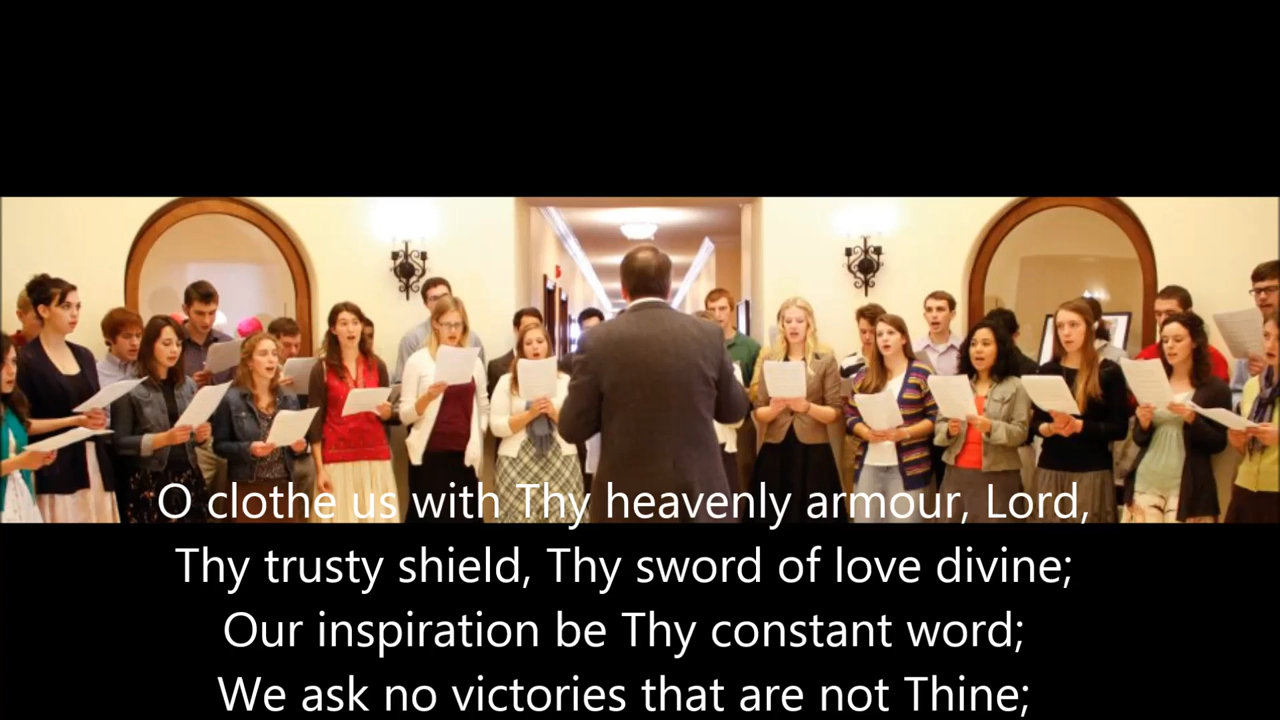 O clothe us with Thy heavenly armour, Lord,
Thy trusty shield, Thy sword of love divine;
Our inspiration be Thy constant word;
We ask no victories that are not Thine;